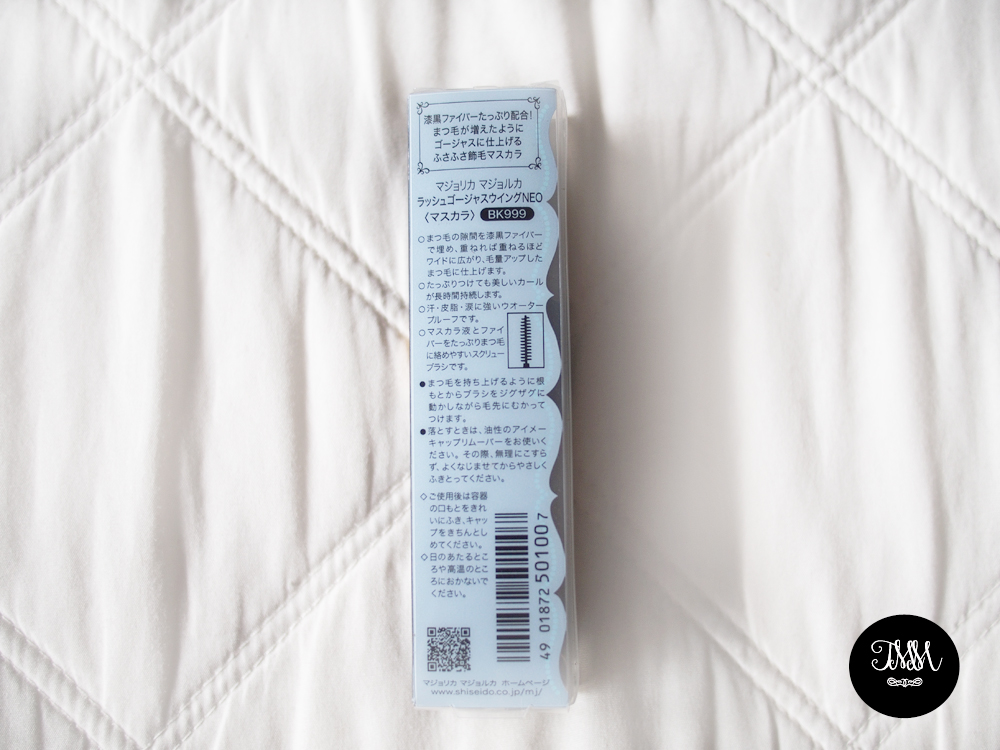 漆黒ファイバーたっぷり配合!
まつ毛が増えたように
ゴージャスに仕上げる
ふさふさ飾毛マスカラ
マジョリカ マジョルカ
ラッシュゴージャスウイングNEO
〈マスカラ〉 BK999
○まつ毛の隙間を漆黒ファイバー
で埋め、重ねれば重ねるほど
ワイドに広がり、毛量アップした
まつ毛に仕上げます。
○たっぷりつけても美しいカール
が長時間持続します。
○汗・皮脂・涙に強いウオーター
プルーフです。
○マスカラ液とファイ
バーをたっぷりまつ毛
に絡めやすいスクリュー
ブラシです。
●まつ毛を持ち上げるように根
もとからブラシをジグザグに
動かしながら毛先にむかって
つけます。
●落とすときは、油性のアイメー
キャップリムーバーをお使いく
ださい。その際、無理にこすら
ず、よくなじませてからやさしく
ふきとってください。
◇ご使用後は容器
の口もとをきれ
いにふき、キャッ
プをきちんとし
めてください。
◇日のあたるとこ
ろや高温のとこ
ろにおかないで
ください。
49 01872 501007
マジョリカ マジョルカ ホームページ
www.shiseido.co.jp/mj/
TMM